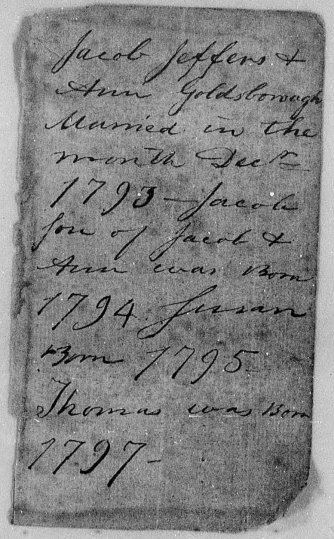 Jacob Jeffers &
Ann Goldsborough
Married in the
month Decr
1793 – Jacob
son of Jacob &
Ann was Born
1794 Susan
Born 1795
Thomas was Born
1797 –